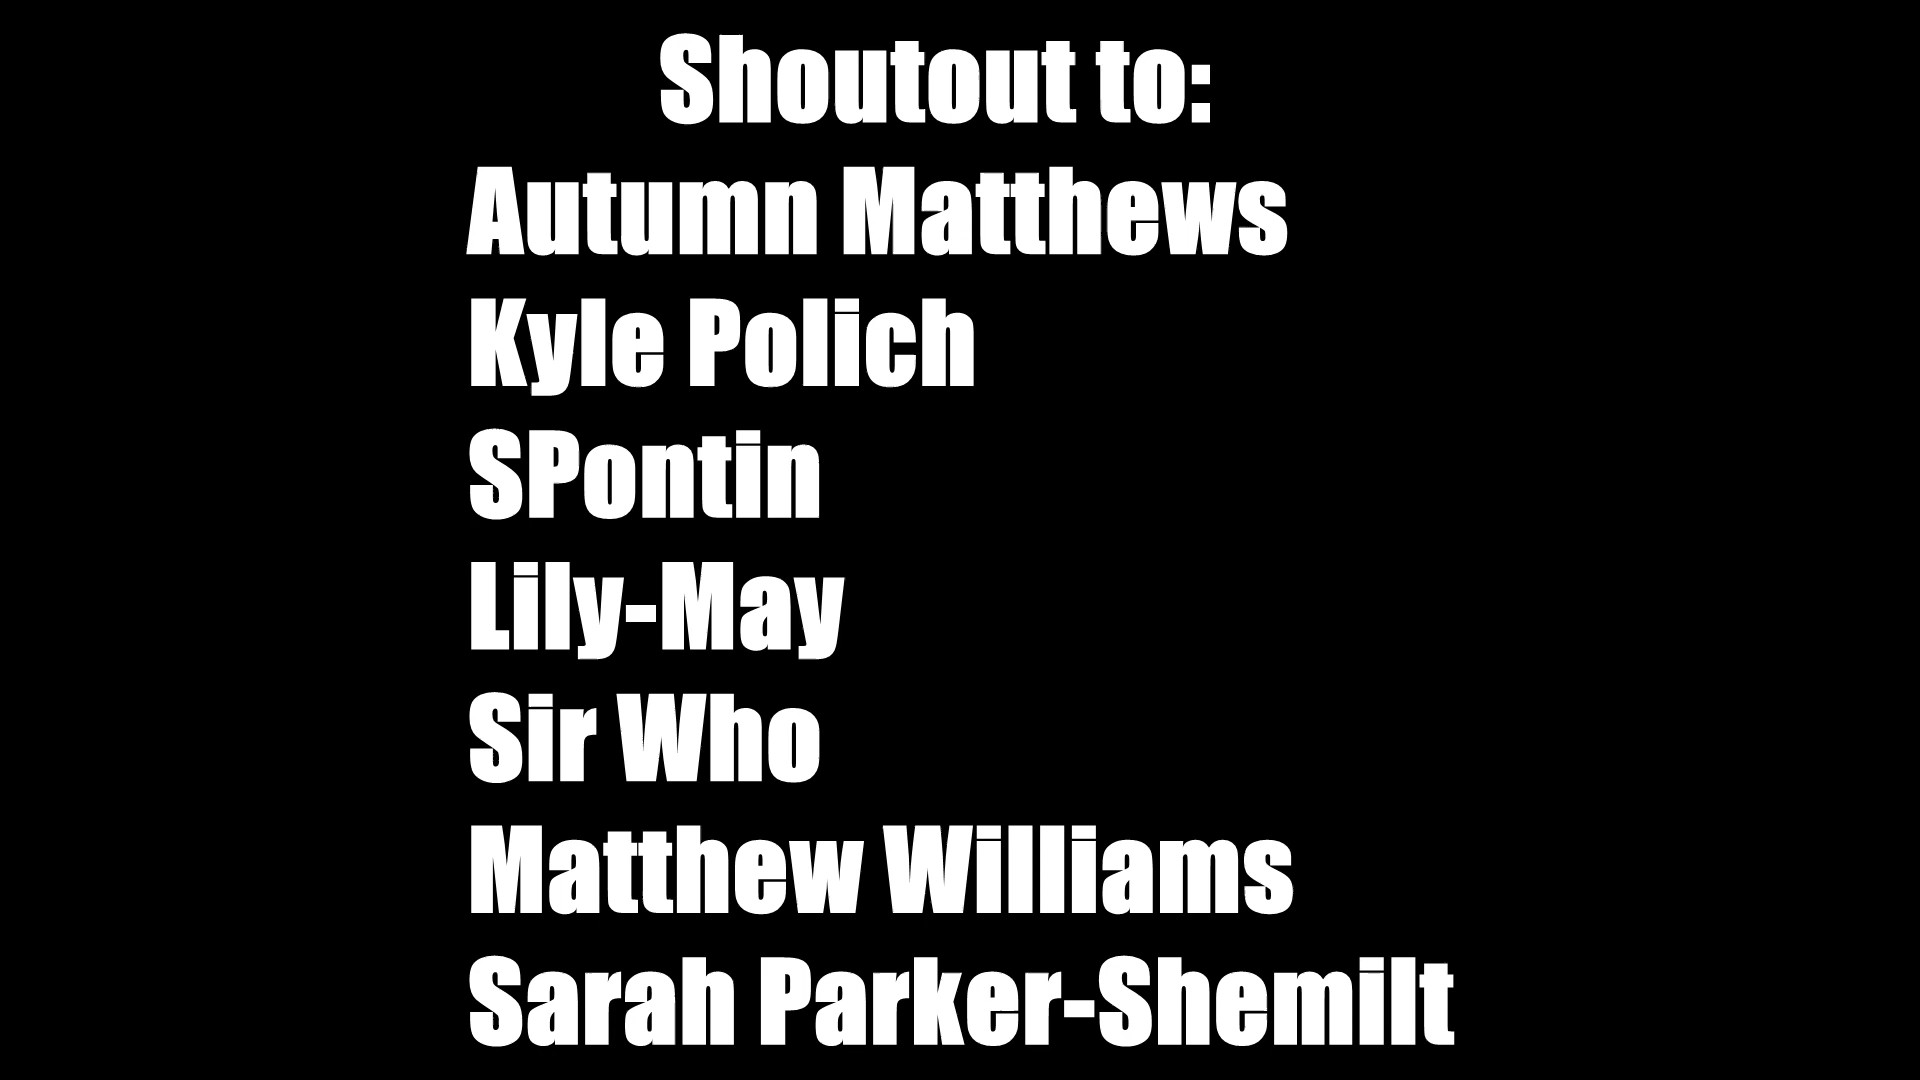 Shoutout to:
Autumn Matthews
Kyle Polich
SPontin
Lily-May
Sir Who
Matthew Williams
Sarah Parker-Shemilt